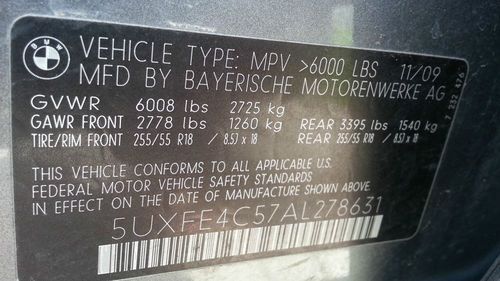 BMW
VEHICLE TYPE: MPV >6000 LBS 11/09
MFD BY BAYERISCHE MOTORENWERKE AG
GVWR 6008 lbs 2725 kg
GAWR FRONT 2778 lbs 1260 kg REAR 3395 lbs 1540 kg
TIRE/RIM FRONT 255/55 R18 / 8.5J x 18 REAR 255/55 R18 / 8.5J x 18
THIS VEHICLE CONFORMS TO ALL APPLICABLE U.S.
FEDERAL MOTOR VEHICLE SAFETY STANDARDS IN
EFFECT ON THE DATE OF MANUFACTURE SHOWN ABOVE.
5UXFE4C57AL278631
7 232 476